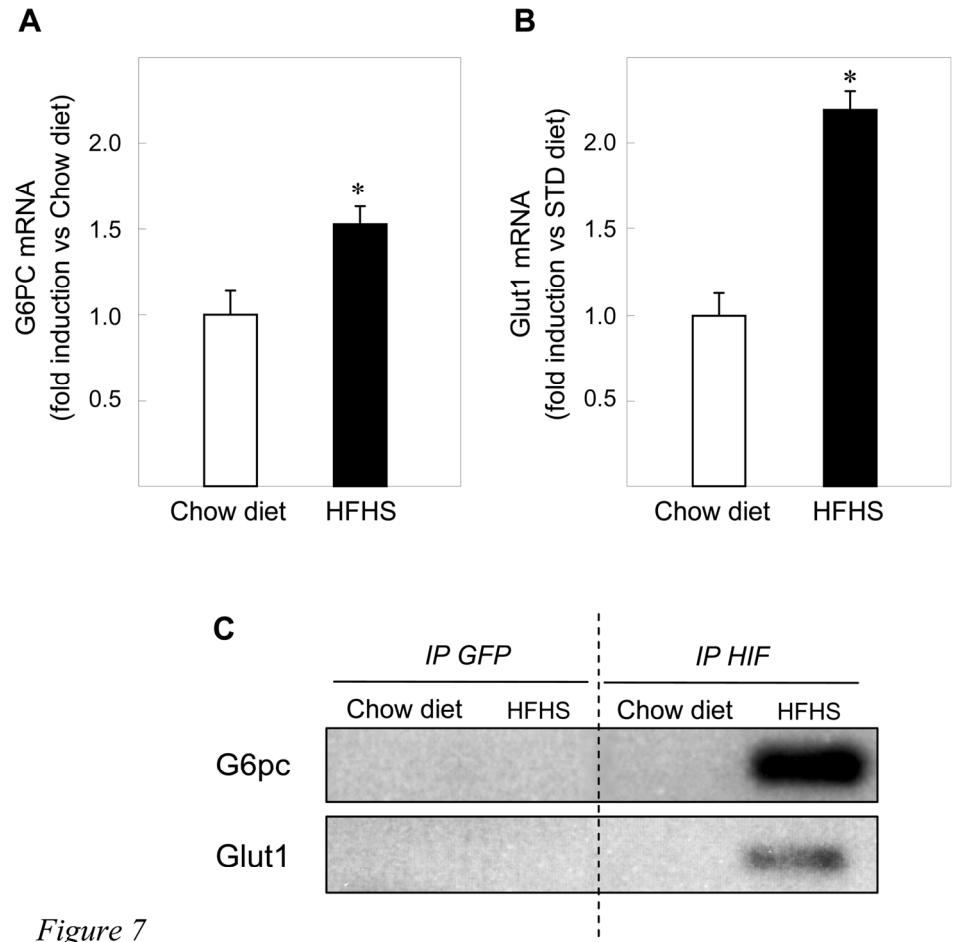 A
G6PC mRNA
(fold induction vs Chow diet)
2.0
1.5
1.0
0.5
*
Chow diet HFHS
B
Glut1 mRNA
(fold induction vs STD diet)
2.0
1.5
1.0
0.5
*
Chow diet HFHS
C
IP GFP IP HIF
Chow diet HFHS Chow diet HFHS
G6pc
Glut1
Figure 7